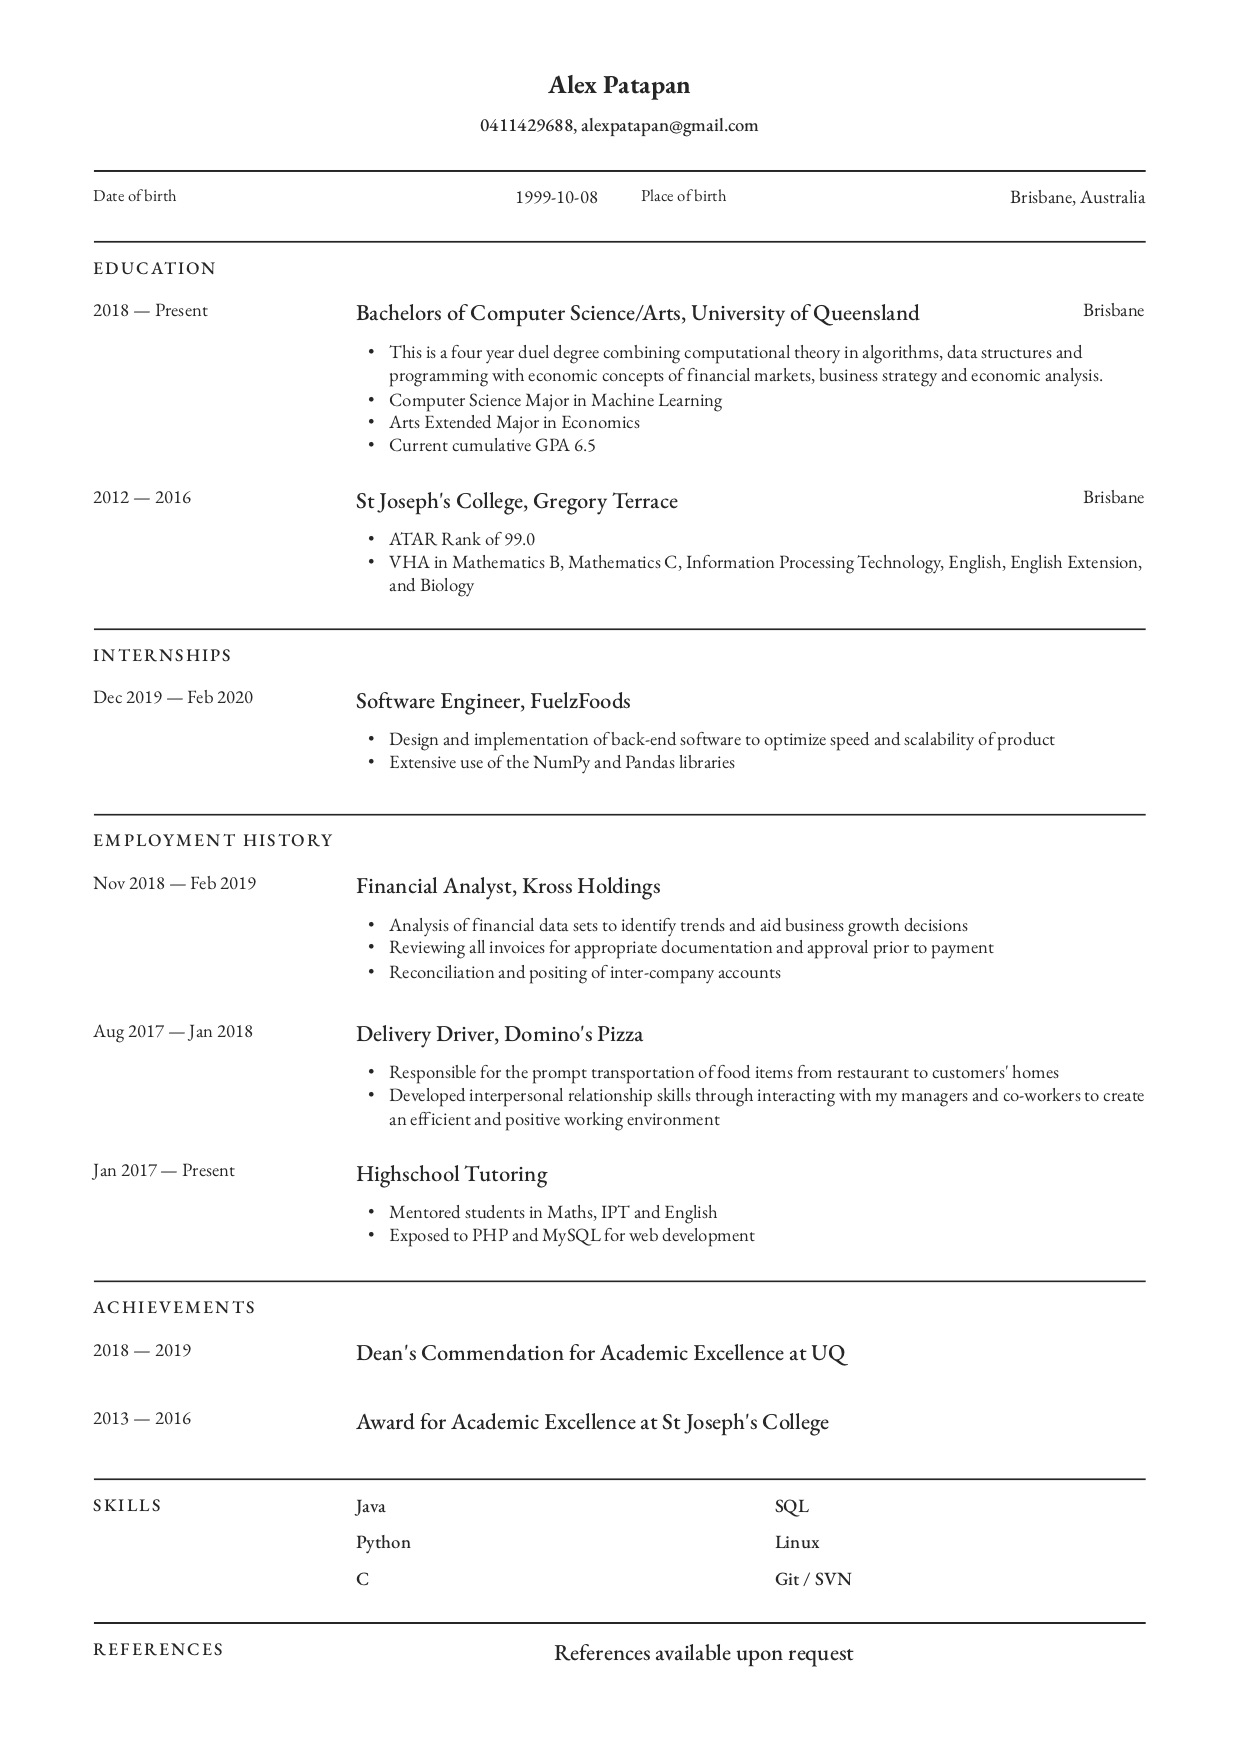 Alex Patapan
0411429688, alexpatapan@gmail.com
Date of birth 1999-10-08 Place of birth Brisbane, Australia
EDUCATION
2018 — Present Bachelors of Computer Science/Arts, University of Queensland Brisbane
• This is a four year duel degree combining computational theory in algorithms, data structures and
programming with economic concepts of financial markets, business strategy and economic analysis.
• Computer Science Major in Machine Learning
• Arts Extended Major in Economics
• Current cumulative GPA 6.5
2012 — 2016 St Joseph's College, Gregory Terrace Brisbane
• ATAR Rank of 99.0
• VHA in Mathematics B, Mathematics C, Information Processing Technology, English, English Extension,
and Biology
INTERNSHIPS
Dec 2019 — Feb 2020 Software Engineer, FuelzFoods
• Design and implementation of back-end software to optimize speed and scalability of product
• Extensive use of the NumPy and Pandas libraries
EMPLOYMENT HISTORY
Nov 2018 — Feb 2019 Financial Analyst, Kross Holdings
• Analysis of financial data sets to identify trends and aid business growth decisions
• Reviewing all invoices for appropriate documentation and approval prior to payment
• Reconciliation and positing of inter-company accounts
Aug 2017 — Jan 2018 Delivery Driver, Domino's Pizza
• Responsible for the prompt transportation of food items from restaurant to customers' homes
• Developed interpersonal relationship skills through interacting with my managers and co-workers to create
an efficient and positive working environment
Jan 2017 — Present Highschool Tutoring
• Mentored students in Maths, IPT and English
• Exposed to PHP and MySQL for web development
ACHIEVEMENTS
2018 — 2019 Dean's Commendation for Academic Excellence at UQ
2013 — 2016 Award for Academic Excellence at St Joseph's College
SKILLS Java SQL
Python Linux
C Git / SVN
REFERENCES References available upon request